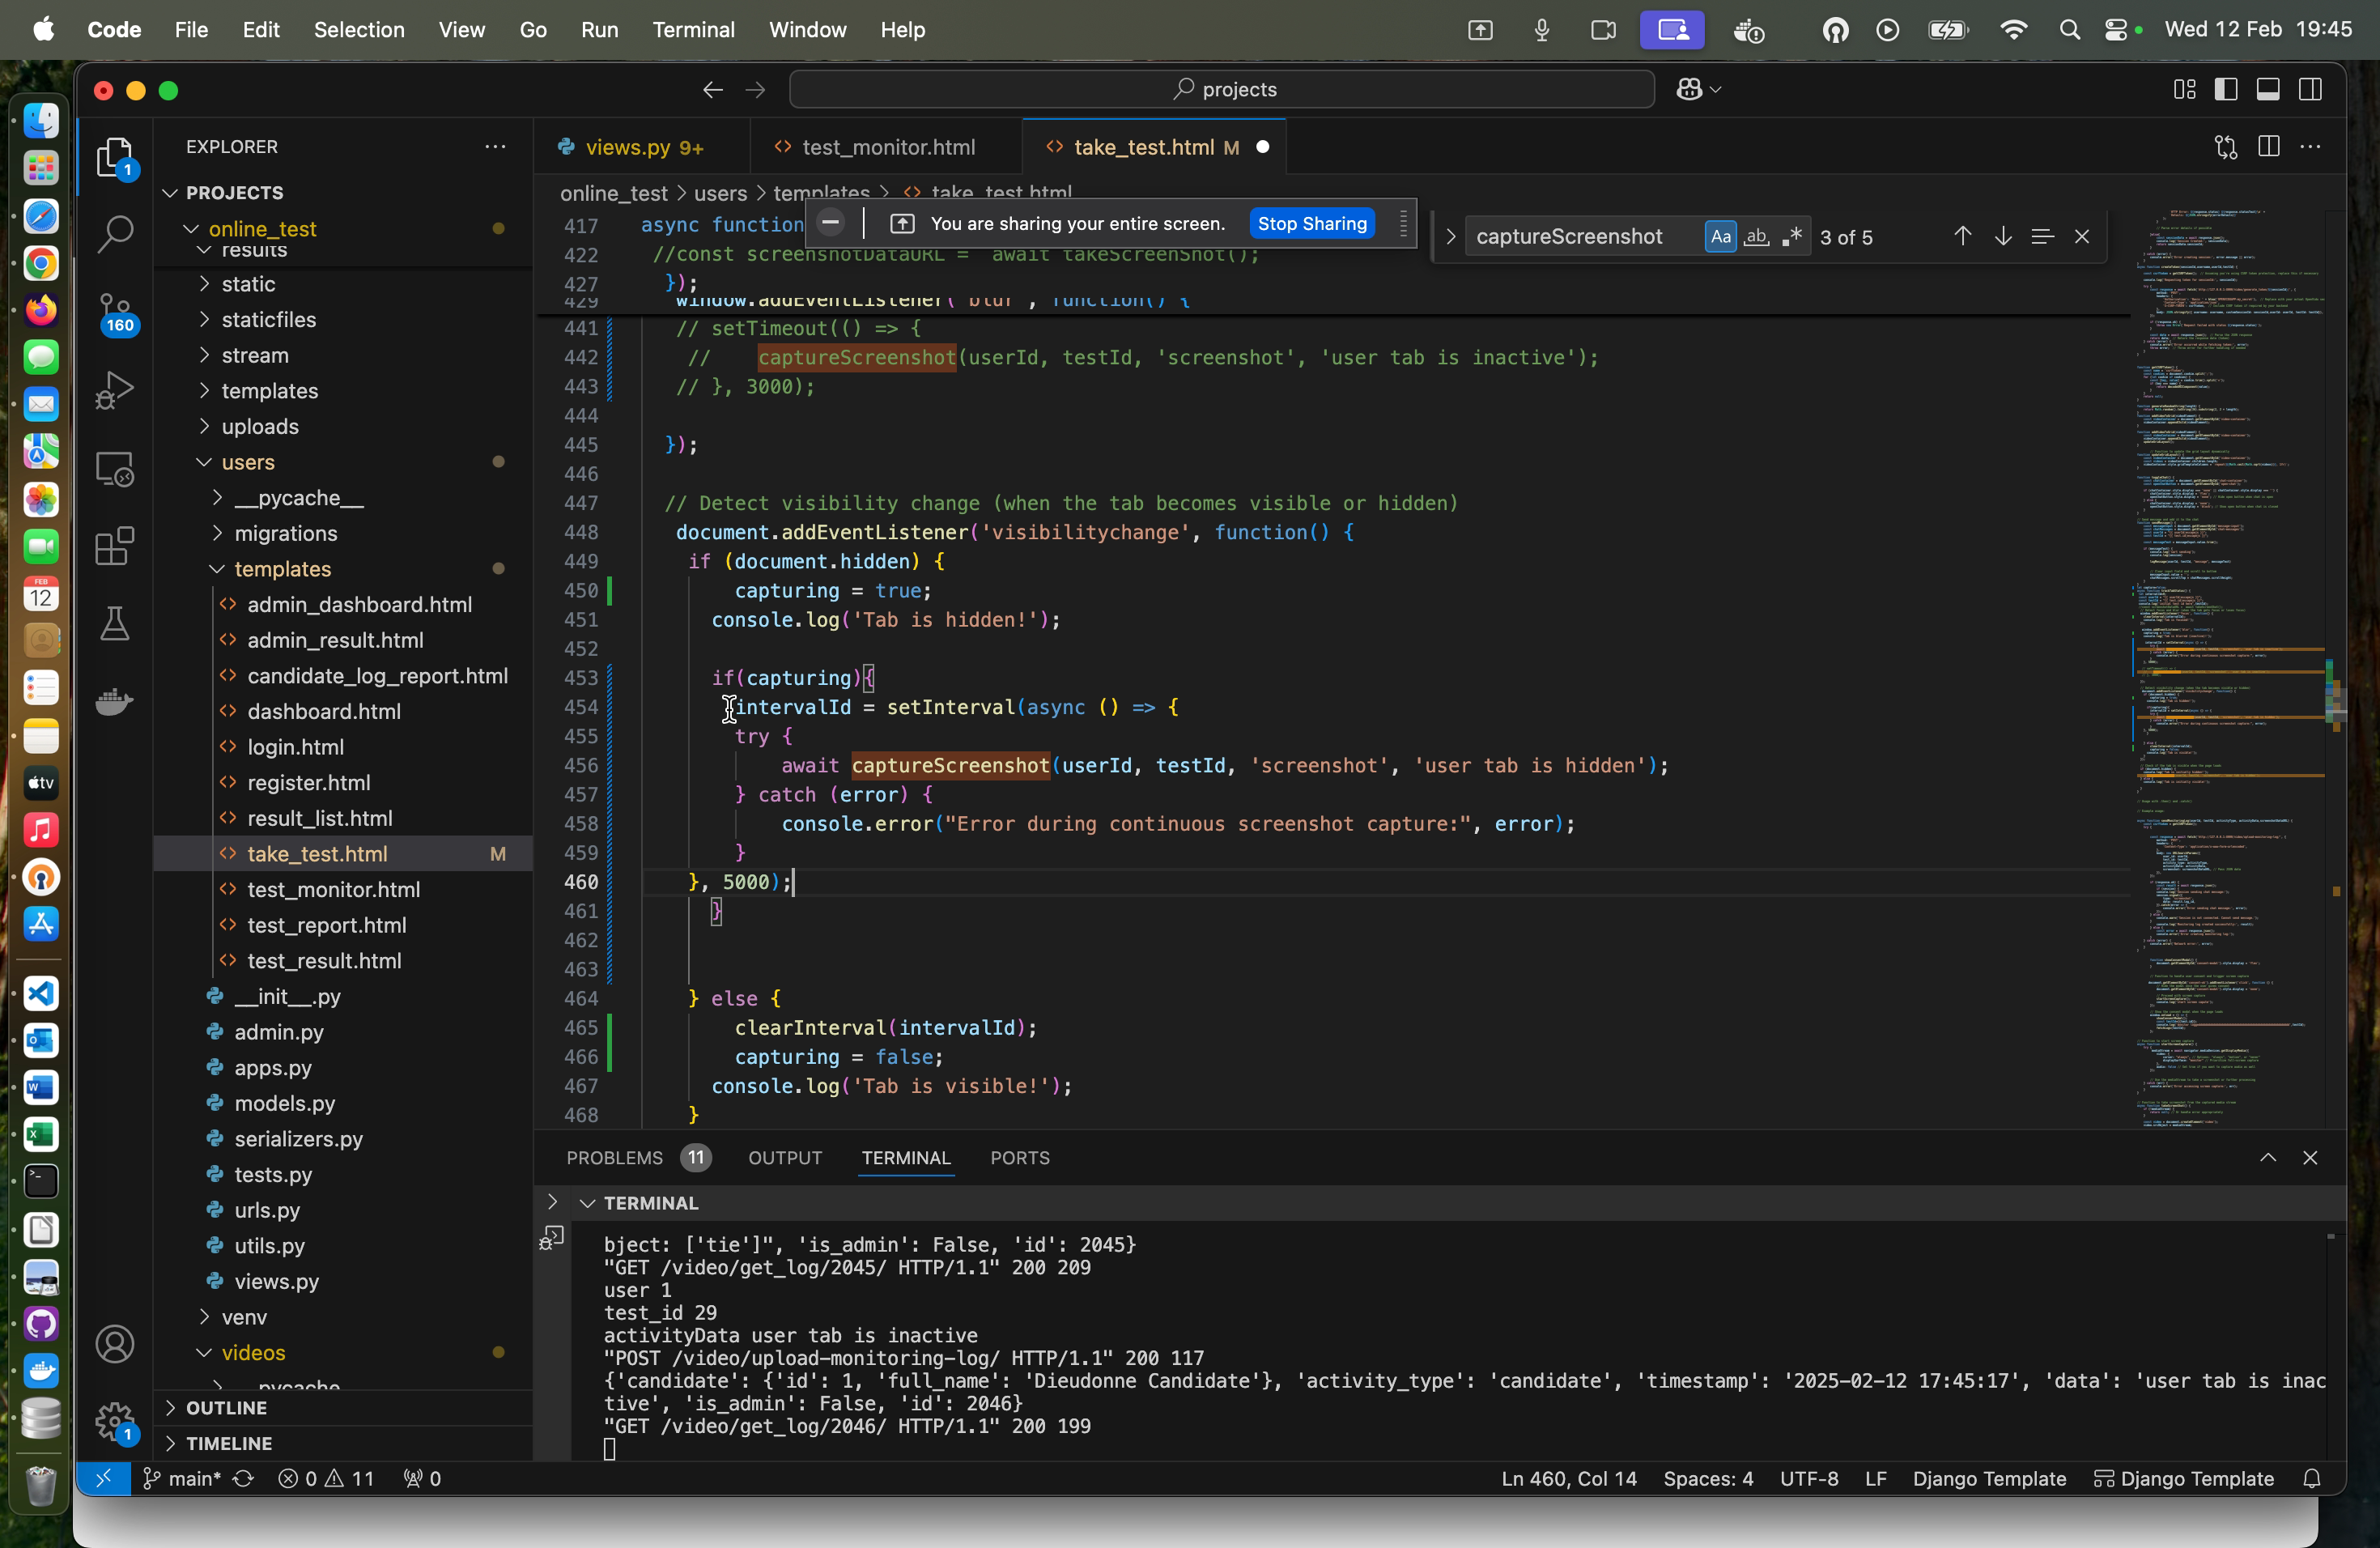 Code File Edit Selection View Go Run Terminal Window Help Wed 12 Feb 19:45
projects
EXPLORER
PROJECTS
online_test
results
static
staticfiles
stream
templates
uploads
users
__pycache__
migrations
templates
admin_dashboard.html
admin_result.html
candidate_log_report.html
dashboard.html
login.html
register.html
result_list.html
take_test.html M
test_monitor.html
test_report.html
test_result.html
__init__.py
admin.py
apps.py
models.py
serializers.py
tests.py
urls.py
utils.py
views.py
venv
videos
OUTLINE
TIMELINE
1
160
1
FEB
12
tv
views.py 9+ test_monitor.html take_test.html M
online_test > users > templates > take_test.html
You are sharing your entire screen. Stop Sharing
captureScreenshot Aa ab 3 of 5
417 async function
422 //const screenshotDataURL = await takeScreenShot();
427 });
429 window.addEventListener('blur', function() {
441 // setTimeout(() => {
442 // captureScreenshot(userId, testId, 'screenshot', 'user tab is inactive');
443 // }, 3000);
444
445 });
446
447 // Detect visibility change (when the tab becomes visible or hidden)
448 document.addEventListener('visibilitychange', function() {
449 if (document.hidden) {
450 capturing = true;
451 console.log('Tab is hidden!');
452
453 if(capturing){
454 intervalId = setInterval(async () => {
455 try {
456 await captureScreenshot(userId, testId, 'screenshot', 'user tab is hidden');
457 } catch (error) {
458 console.error("Error during continuous screenshot capture:", error);
459 }
460 }, 5000);
461 }
462
463
464 } else {
465 clearInterval(intervalId);
466 capturing = false;
467 console.log('Tab is visible!');
468 }
PROBLEMS 11 OUTPUT TERMINAL PORTS
TERMINAL
bject: ['tie']", 'is_admin': False, 'id': 2045}
"GET /video/get_log/2045/ HTTP/1.1" 200 209
user 1
test_id 29
activityData user tab is inactive
"POST /video/upload-monitoring-log/ HTTP/1.1" 200 117
{'candidate': {'id': 1, 'full_name': 'Dieudonne Candidate'}, 'activity_type': 'candidate', 'timestamp': '2025-02-12 17:45:17', 'data': 'user tab is inac
tive', 'is_admin': False, 'id': 2046}
"GET /video/get_log/2046/ HTTP/1.1" 200 199
main* 0 11 0 Ln 460, Col 14 Spaces: 4 UTF-8 LF Django Template Django Template